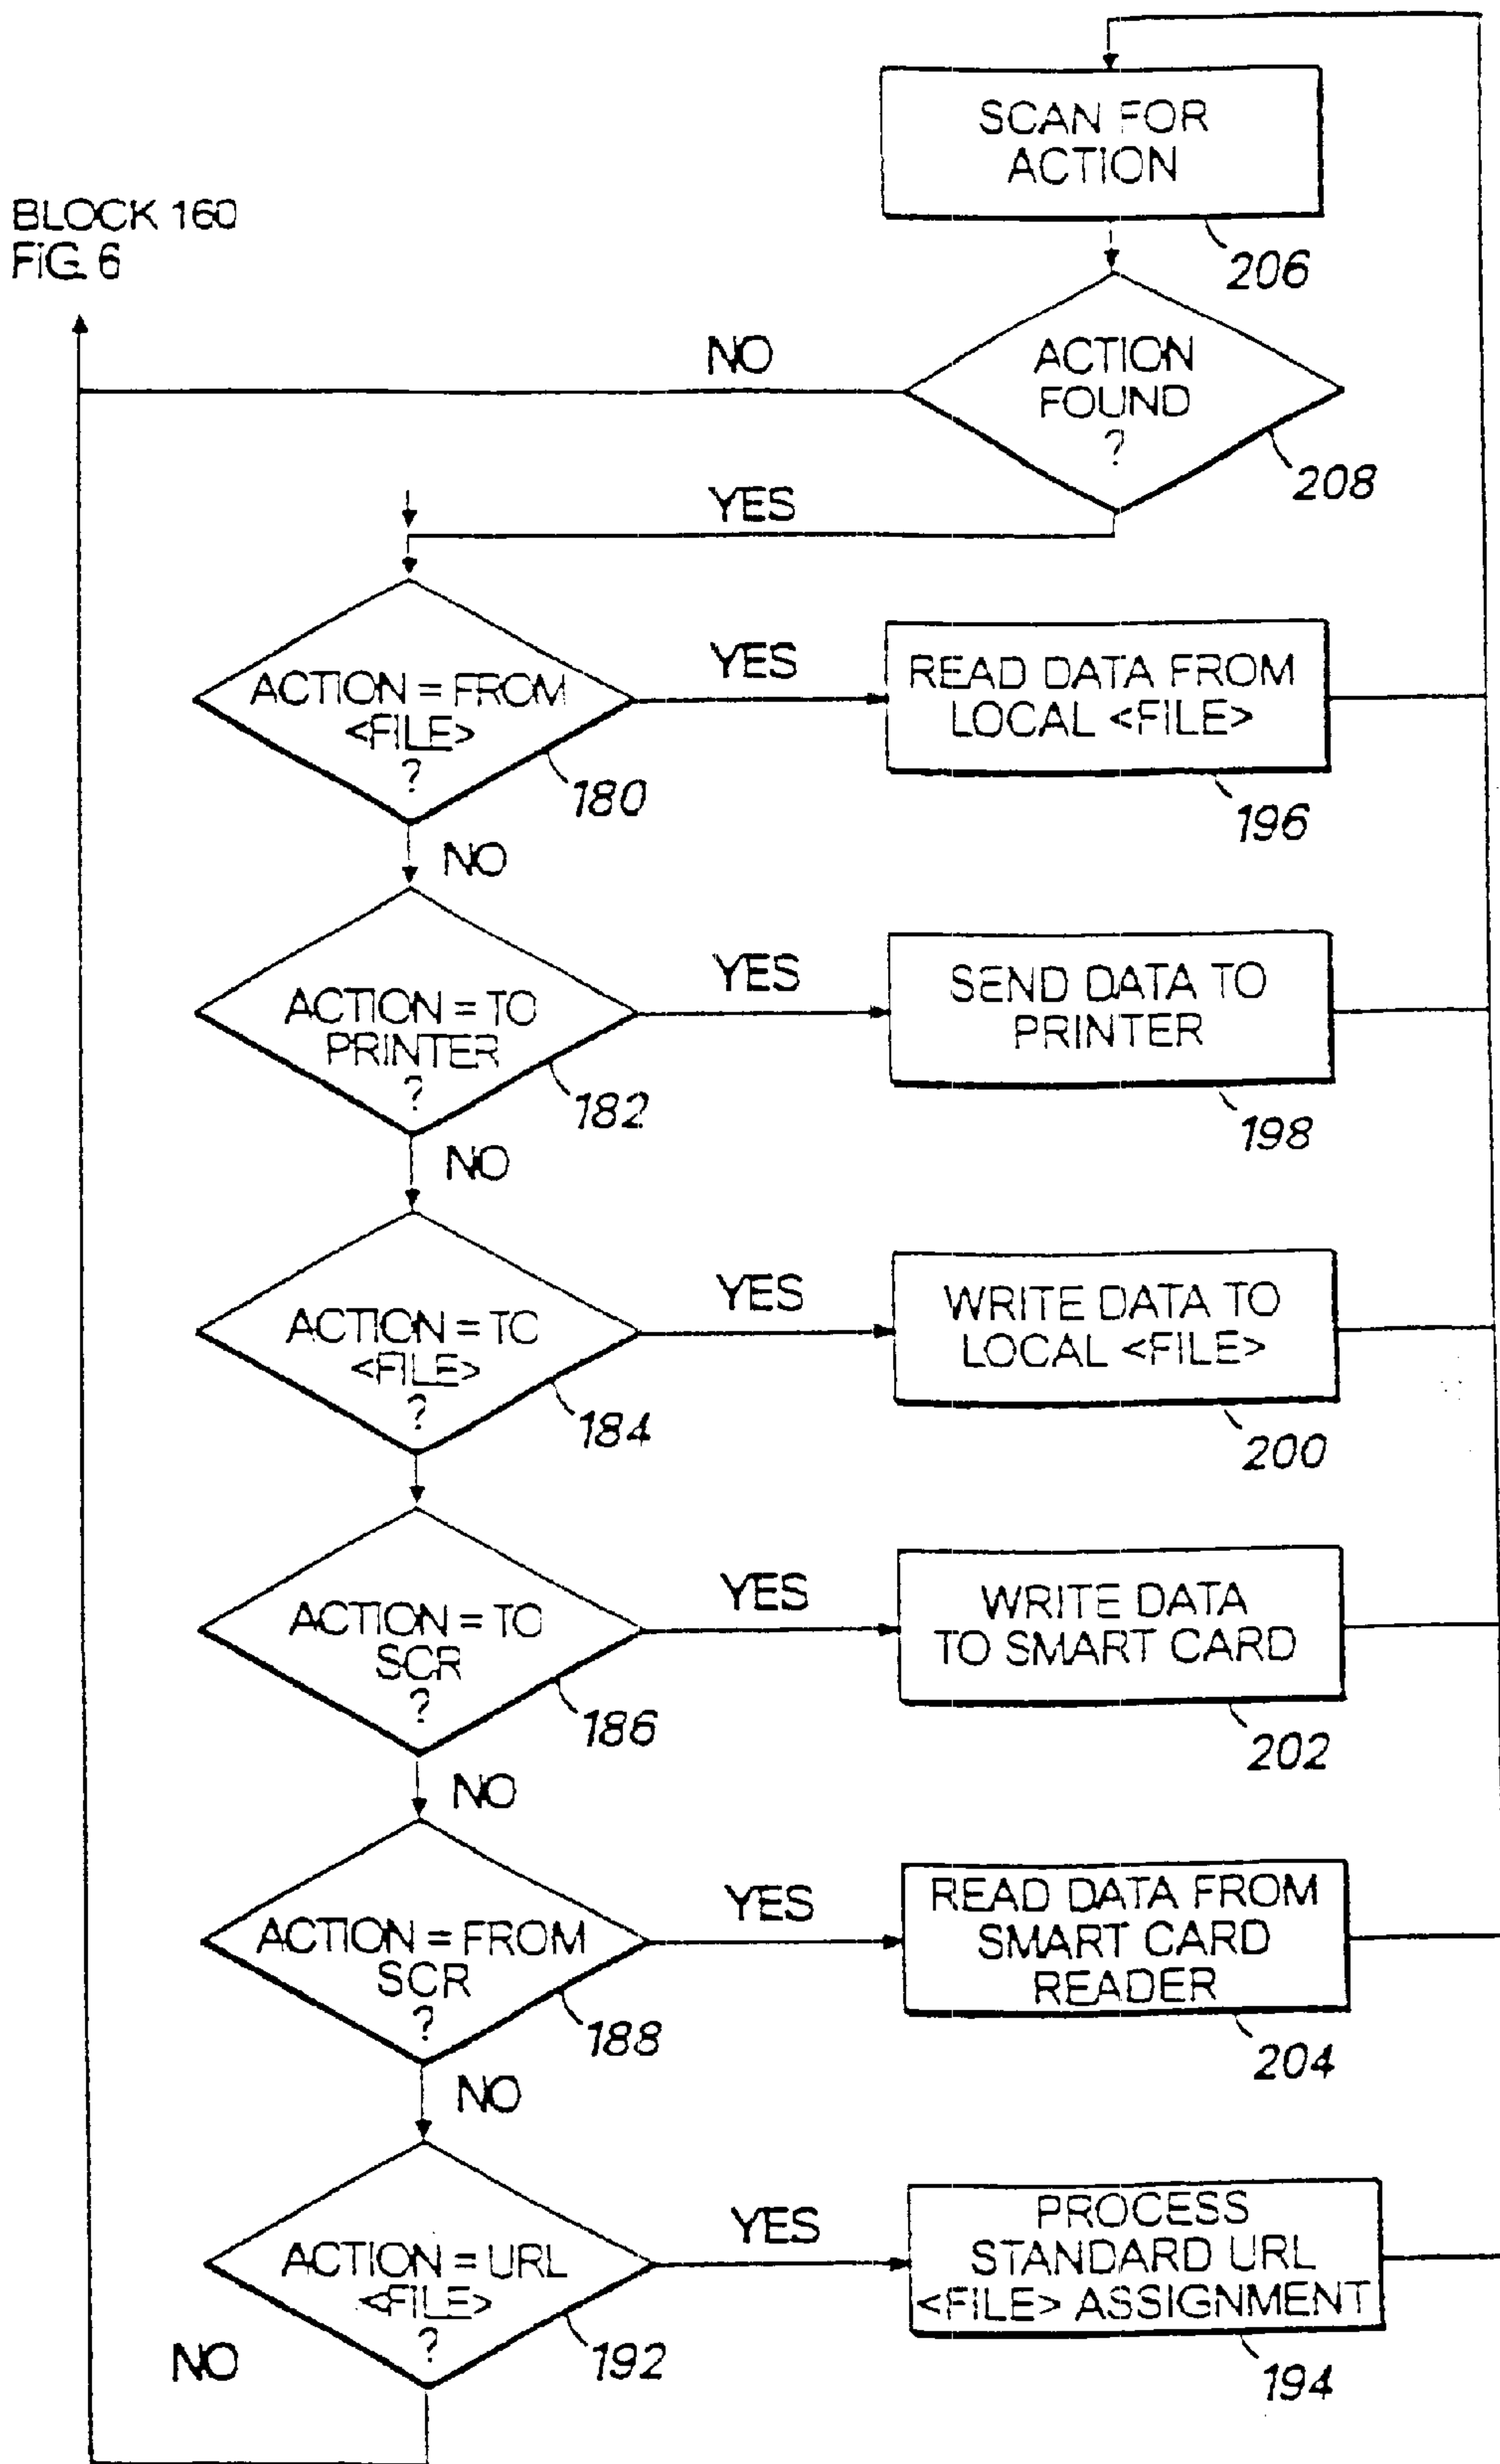 SCAN FOR
ACTION
206
BLOCK 160
FIG. 6
NO
ACTION
FOUND
?
208
YES
ACTION = FROM
<FILE>
?
180
YES
READ DATA FROM
LOCAL <FILE>
196
NO
ACTION = TO
PRINTER
?
182
YES
SEND DATA TO
PRINTER
198
NO
ACTION = TO
<FILE>
?
184
YES
WRITE DATA TO
LOCAL <FILE>
200
ACTION = TO
SCR
?
186
YES
WRITE DATA
TO SMART CARD
202
NO
ACTION = FROM
SCR
?
188
YES
READ DATA FROM
SMART CARD
READER
204
NO
ACTION = URL
<FILE>
?
192
YES
PROCESS
STANDARD URL
<FILE> ASSIGNMENT
194
NO